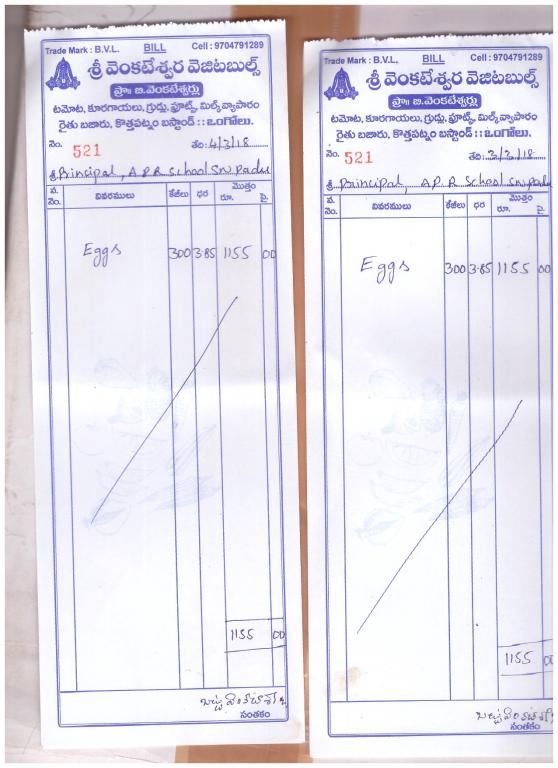 Trade Mark : B.V.L. BILL Cell : 9704791289
శ్రీ వెంకటేశ్వర వెజిటబుల్స్
ప్రొః బి.వెంకటేశ్వర్లు
టమోట, కూరగాయలు, గ్రుడ్లు, ఫ్రూట్స్, మిల్క్ వ్యాపారం
రైతు బజారు, కొత్తపట్నం బస్టాండ్ : : ఒంగోలు.
నెం. 521 తేది: 4/3/18
శ్రీ Principal, A P R School SN Padu
వ. నెం. వివరములు కేజీలు ధర మొత్తం రూ. పై.
Eggs 300 3.85 1155 00
1155 00
సంతకం
Trade Mark : B.V.L. BILL Cell : 9704791289
శ్రీ వెంకటేశ్వర వెజిటబుల్స్
ప్రొః బి.వెంకటేశ్వర్లు
టమోట, కూరగాయలు, గ్రుడ్లు, ఫ్రూట్స్, మిల్క్ వ్యాపారం
రైతు బజారు, కొత్తపట్నం బస్టాండ్ : : ఒంగోలు.
నెం. 521 తేది: 3/3/18
శ్రీ Principal, A P R School SN Padu
వ. నెం. వివరములు కేజీలు ధర మొత్తం రూ. పై.
Eggs 300 3.85 1155 00
1155 00
సంతకం